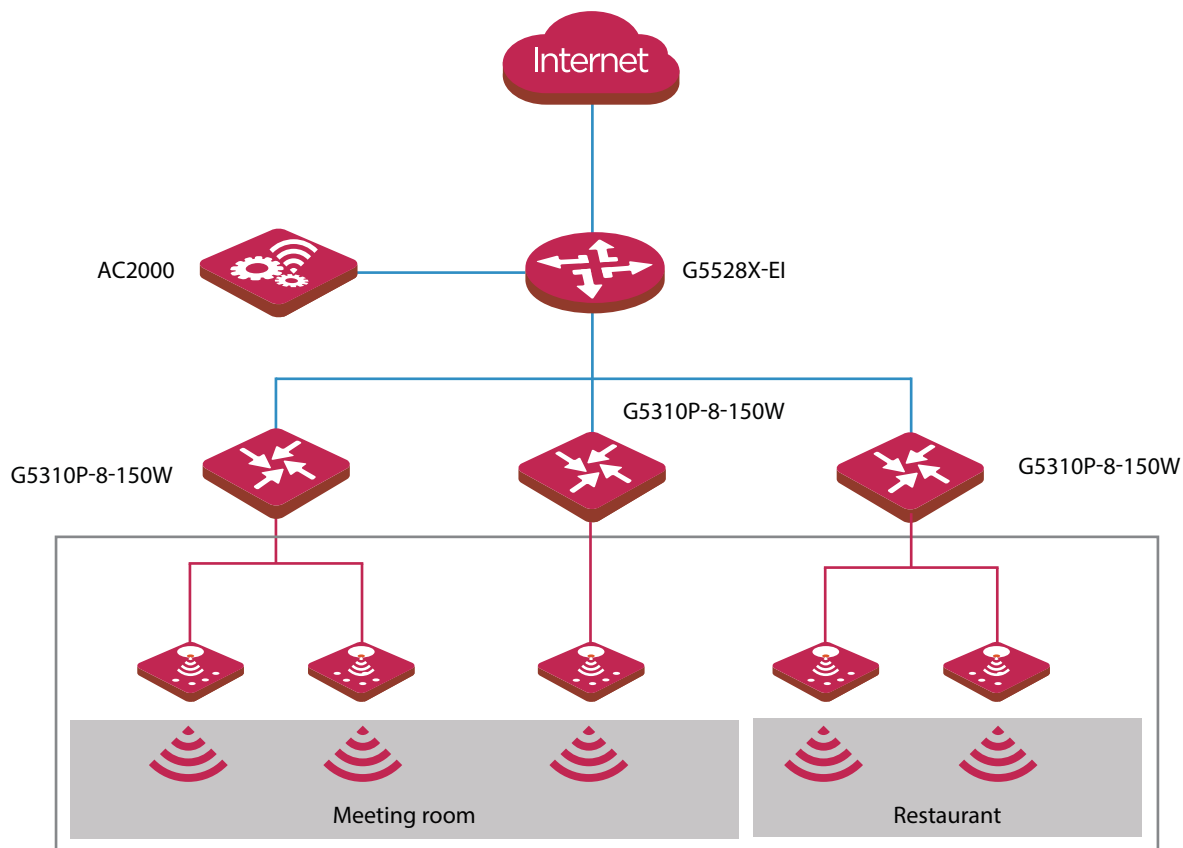 Internet
AC2000
G5528X-EI
G5310P-8-150W
G5310P-8-150W
G5310P-8-150W
Meeting room
Restaurant